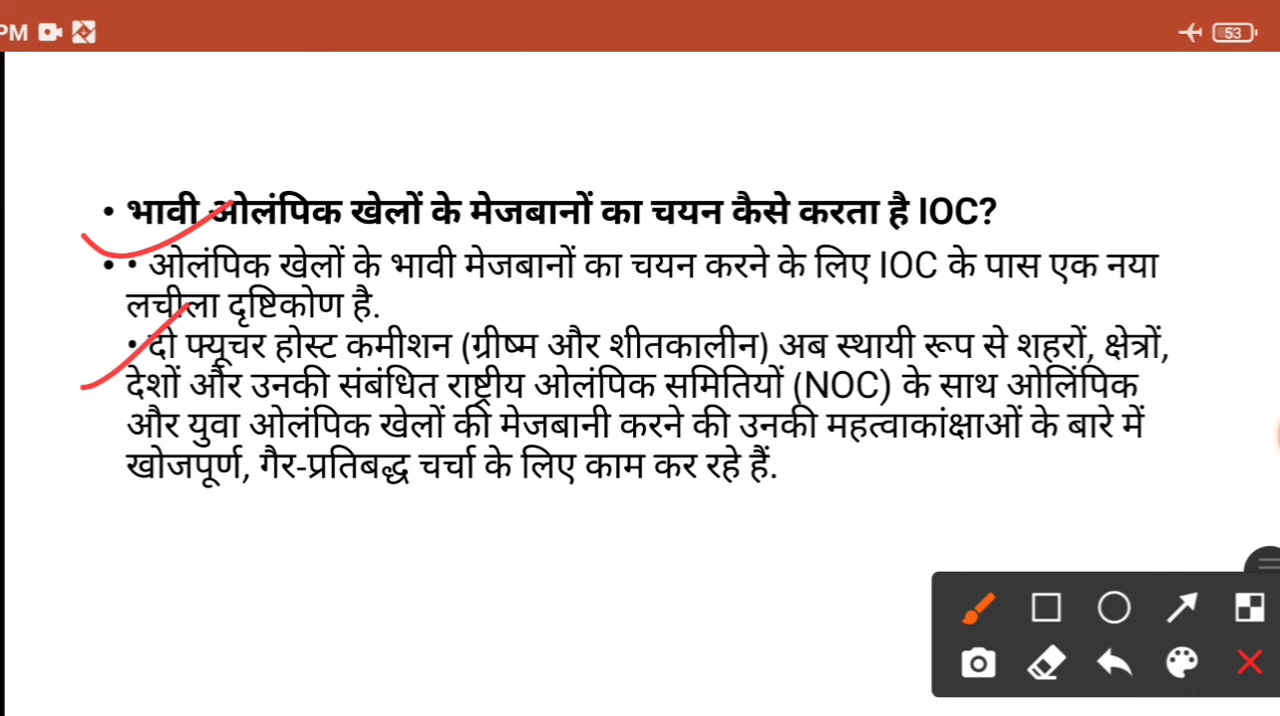 PM
53
• भावी ओलंपिक खेलों के मेजबानों का चयन कैसे करता है IOC?
• • ओलंपिक खेलों के भावी मेजबानों का चयन करने के लिए IOC के पास एक नया
लचीला दृष्टिकोण है.
• दो फ्यूचर होस्ट कमीशन (ग्रीष्म और शीतकालीन) अब स्थायी रूप से शहरों, क्षेत्रों,
देशों और उनकी संबंधित राष्ट्रीय ओलंपिक समितियों (NOC) के साथ ओलिंपिक
और युवा ओलंपिक खेलों की मेजबानी करने की उनकी महत्वाकांक्षाओं के बारे में
खोजपूर्ण, गैर-प्रतिबद्ध चर्चा के लिए काम कर रहे हैं.